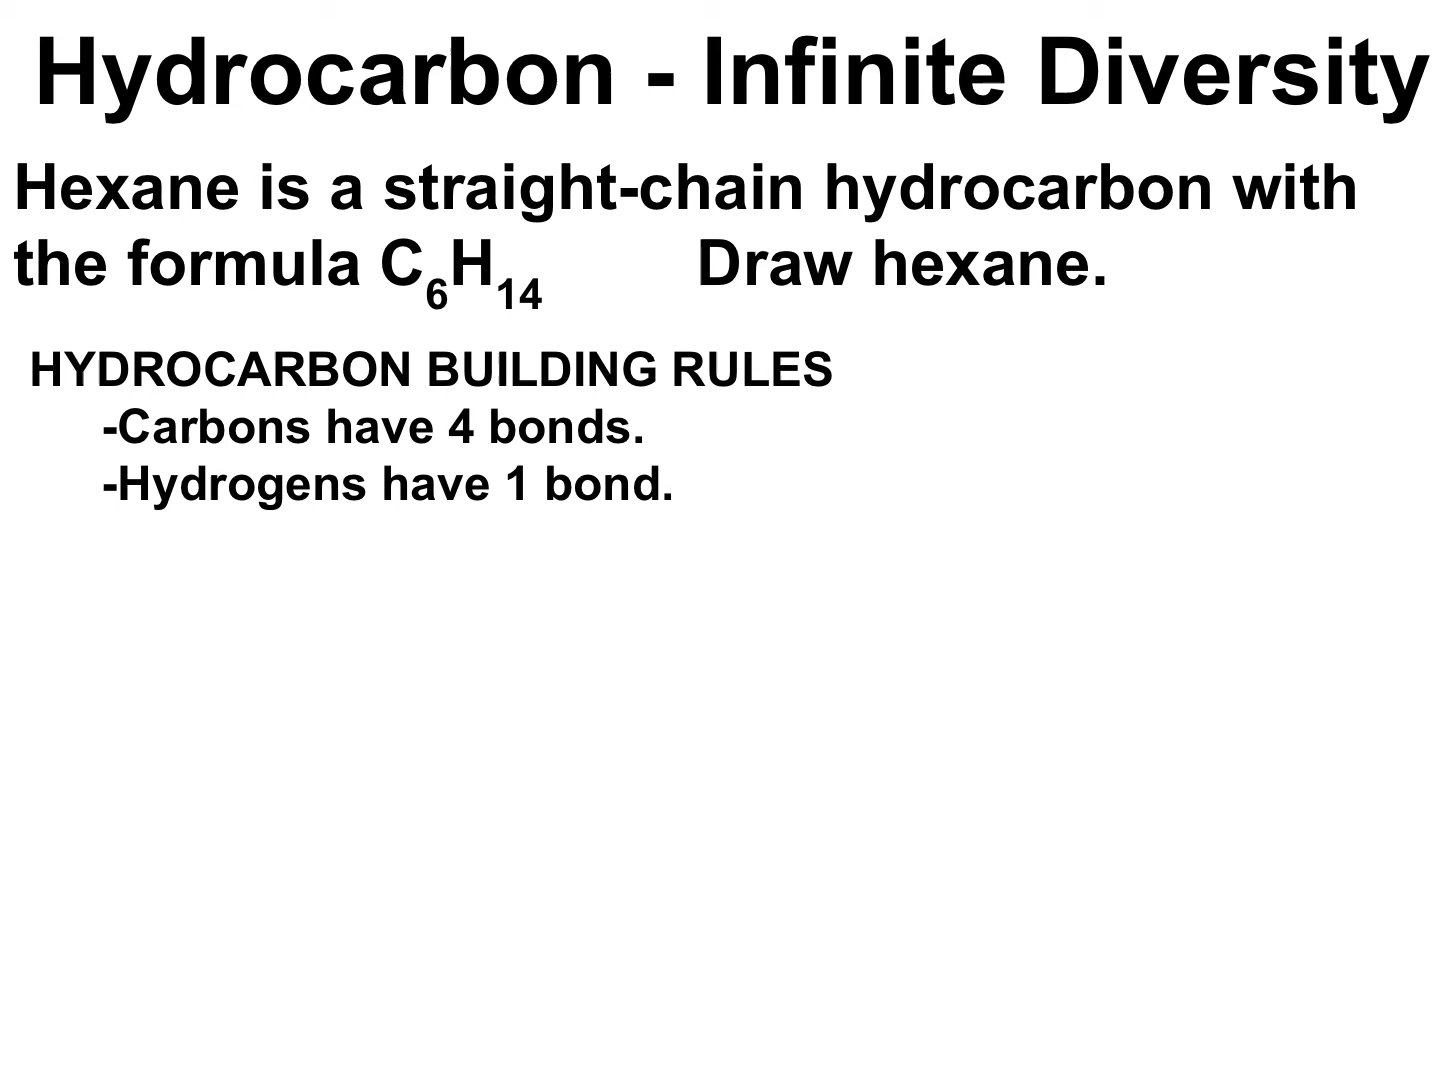 Hydrocarbon - Infinite Diversity
Hexane is a straight-chain hydrocarbon with
the formula C₆H₁₄ Draw hexane.
HYDROCARBON BUILDING RULES
-Carbons have 4 bonds.
-Hydrogens have 1 bond.